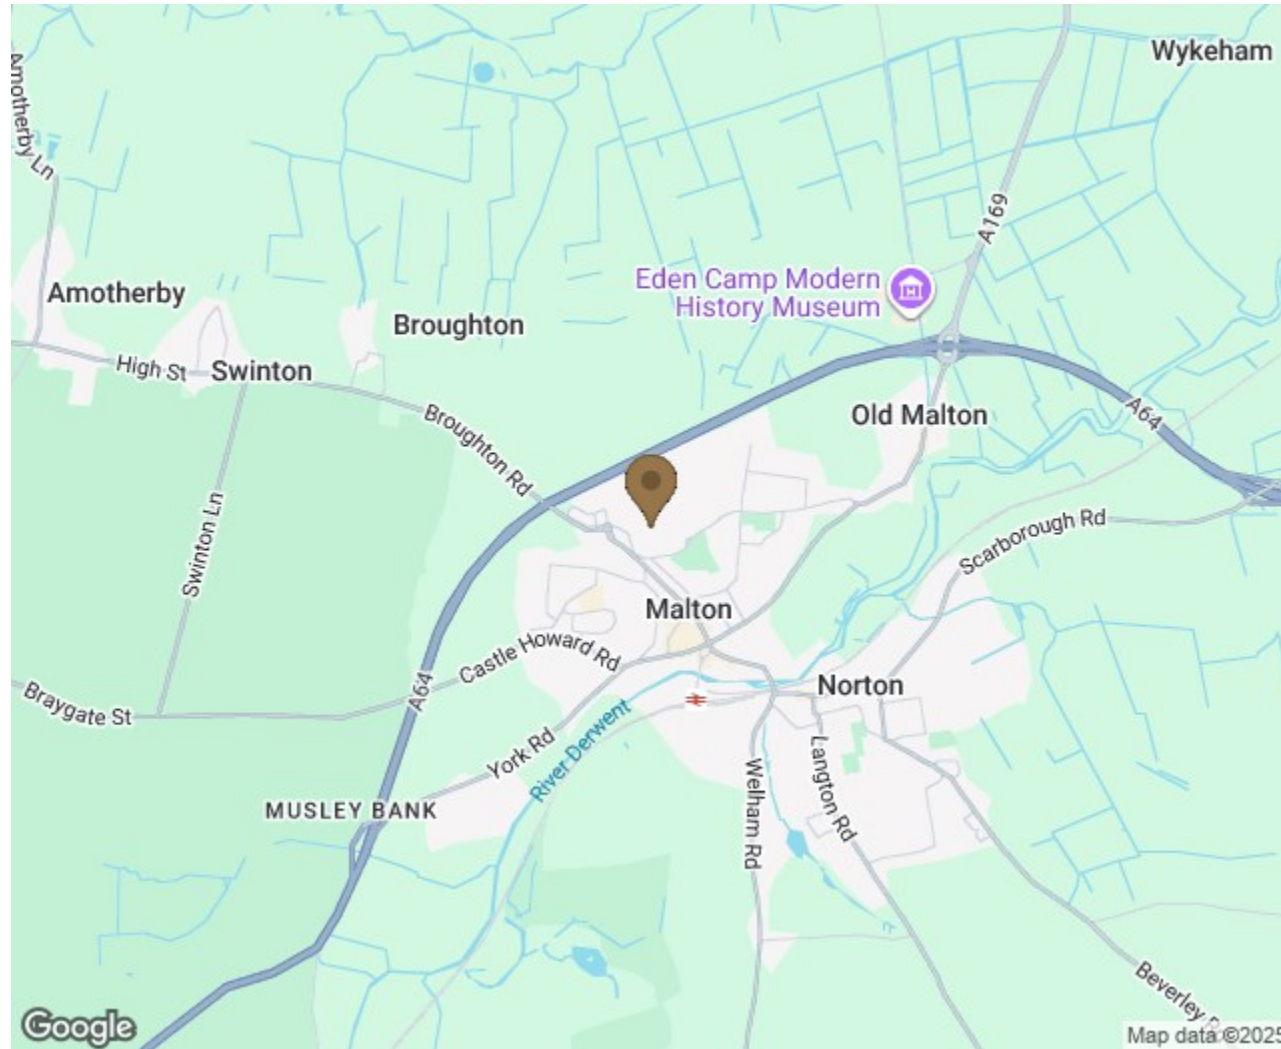 Wykeham
Amotherby Ln
A169
Eden Camp Modern
History Museum
Amotherby
Broughton
High St
Swinton
Old Malton
A64
Broughton Rd
Swinton Ln
Scarborough Rd
Malton
Castle Howard Rd
A64
Norton
Braygate St
River Derwent
York Rd
Langton Rd
Welham Rd
MUSLEY BANK
Beverley
Google
Map data ©2025